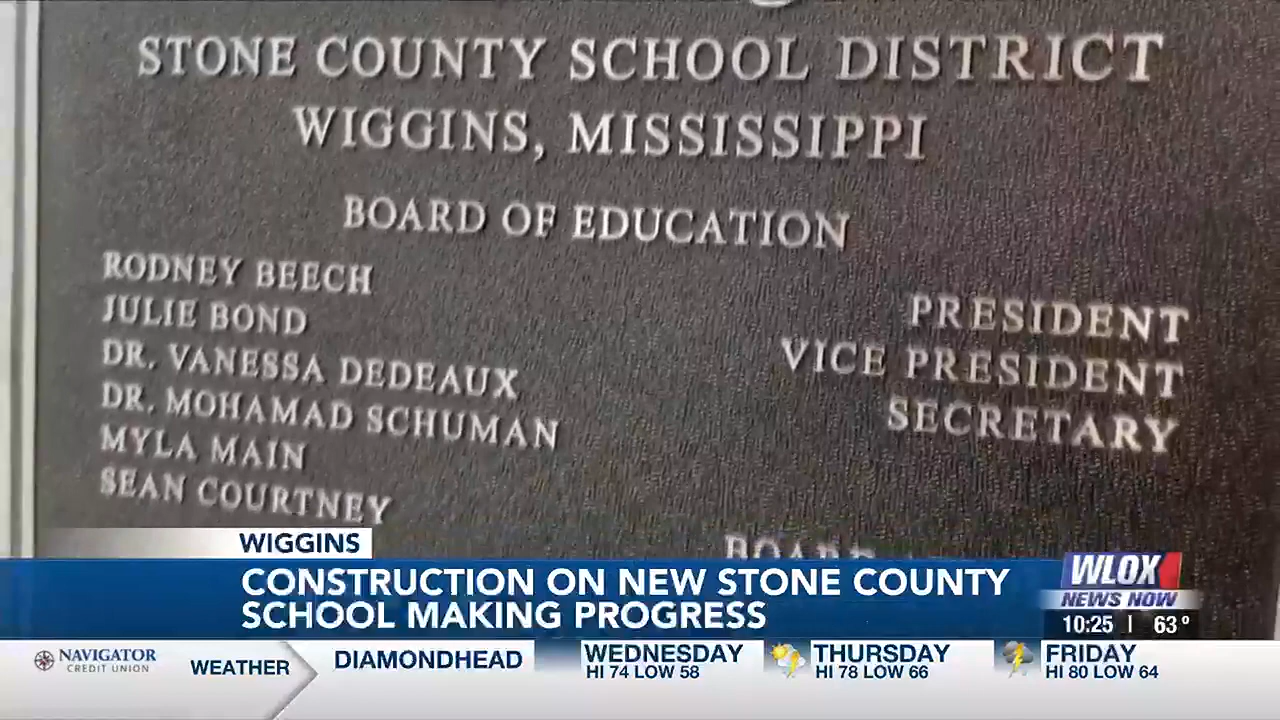 STONE COUNTY SCHOOL DISTRICT
WIGGINS, MISSISSIPPI
BOARD OF EDUCATION
RODNEY BEECH
PRESIDENT
JULIE BOND
VICE PRESIDENT
DR. VANESSA DEDEAUX
SECRETARY
DR. MOHAMAD SCHUMAN
MYLA MAIN
SEAN COURTNEY
WIGGINS
CONSTRUCTION ON NEW STONE COUNTY
SCHOOL MAKING PROGRESS
WLOX
NEWS NOW
10:25 | 63°
NAVIGATOR
CREDIT UNION
WEATHER
DIAMONDHEAD
WEDNESDAY
HI 74 LOW 58
THURSDAY
HI 78 LOW 66
FRIDAY
HI 80 LOW 64